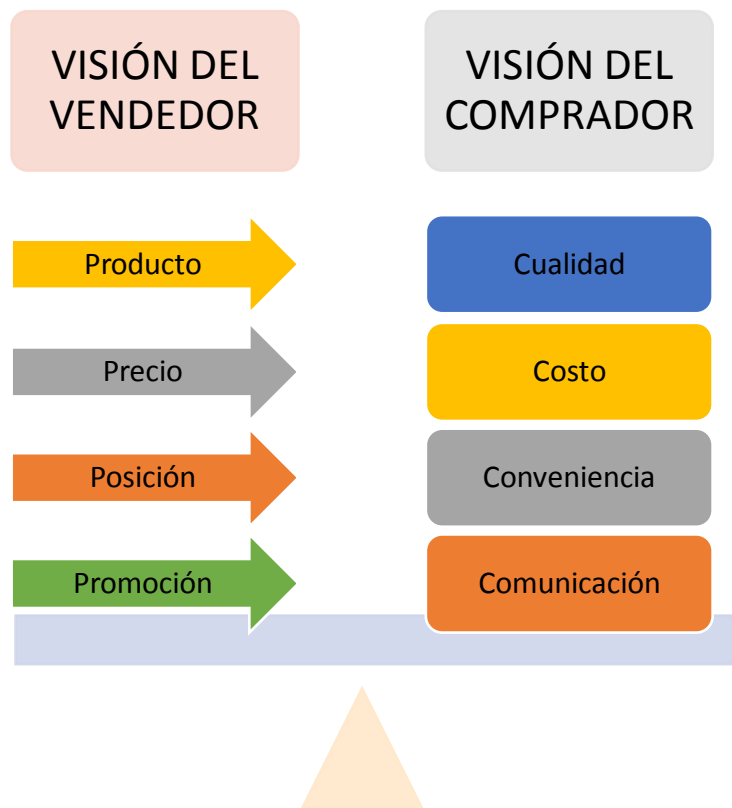 VISIÓN DEL
VENDEDOR
VISIÓN DEL
COMPRADOR
Producto
Cualidad
Precio
Costo
Posición
Conveniencia
Promoción
Comunicación